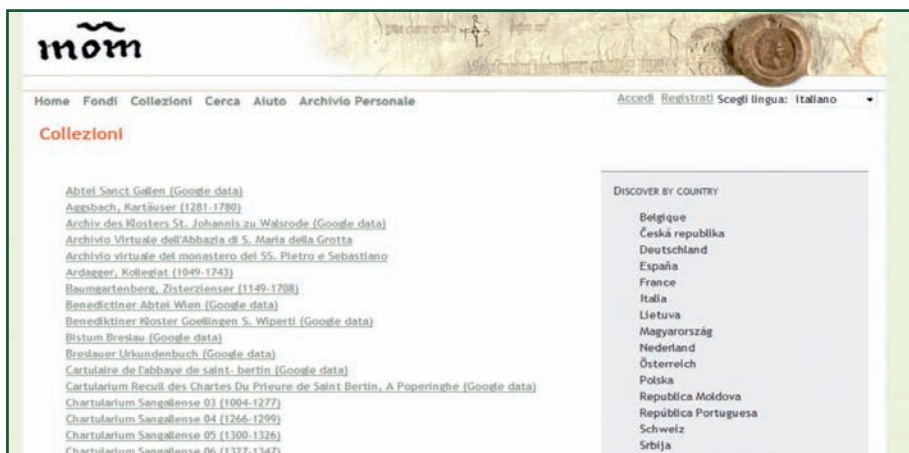 mom
Home Fondi Collezioni Cerca Aiuto Archivio Personale
Accedi Registrati Scegli lingua: italiano
Collezioni
Abtei Sanct Gallen (Google data)
Aggsbach, Kartäuser (1281-1780)
Archiv des Klosters St. Johannis zu Walsrode (Google data)
Archivio Virtuale dell'Abbazia di S. Maria della Grotta
Archivio virtuale del monastero dei SS. Pietro e Sebastiano
Ardagger, Kollegiat (1049-1743)
Baumgartenberg, Zisterzienser (1149-1708)
Benedictiner Abtei Wien (Google data)
Benediktiner Kloster Goellingen S. Wiperti (Google data)
Bistum Breslau (Google data)
Breslauer Urkundenbuch (Google data)
Cartulaire de l'abbaye de saint- bertin (Google data)
Cartularium Recuil des Chartes Du Prieure de Saint Bertin, A Poperinghe (Google data)
Chartularium Sangallense 03 (1004-1277)
Chartularium Sangallense 04 (1266-1299)
Chartularium Sangallense 05 (1300-1326)
Chartularium Sangallense 06 (1327-1347)
DISCOVER BY COUNTRY
Belgique
Česká republika
Deutschland
España
France
Italia
Lietuva
Magyarország
Nederland
Österreich
Polska
Republica Moldova
República Portuguesa
Schweiz
Srbija